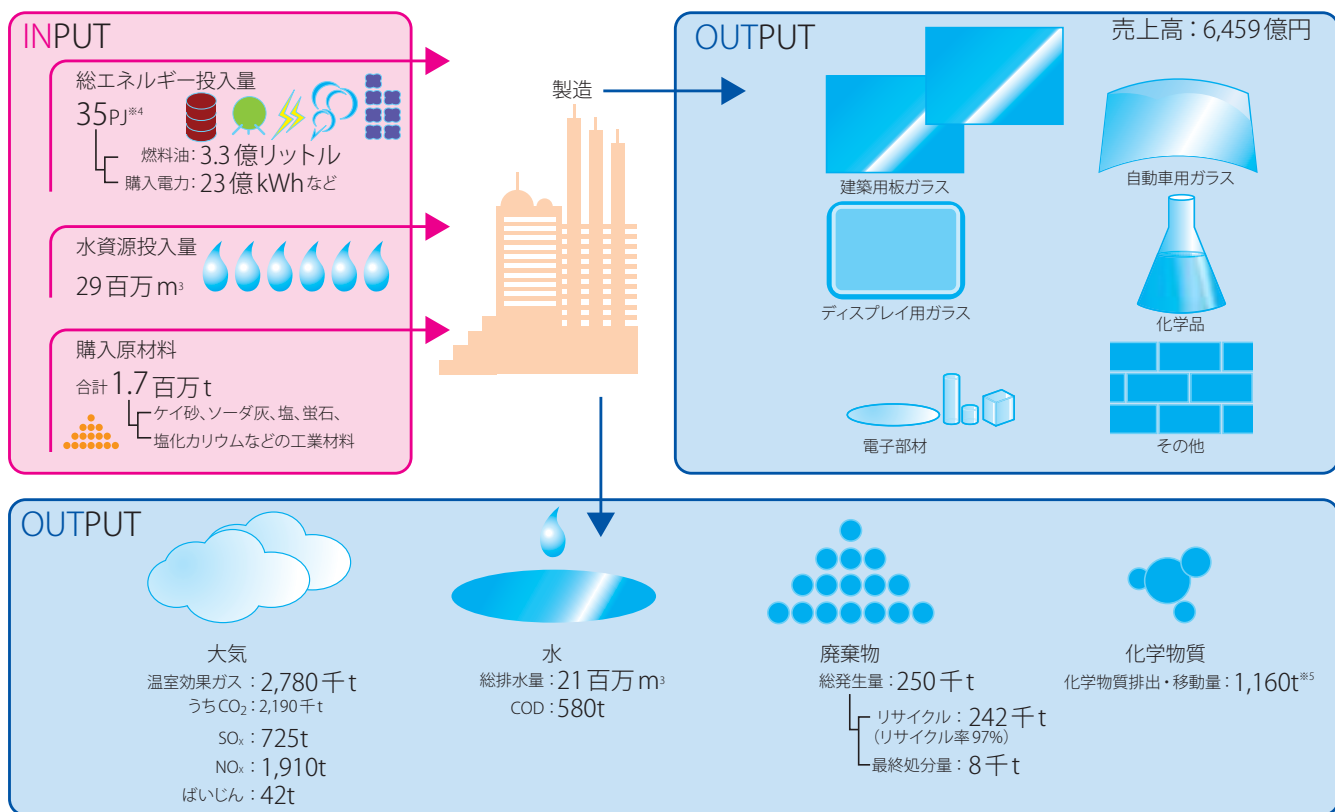 INPUT
総エネルギー投入量
35PJ※4
燃料油：3.3億リットル
購入電力：23億kWhなど
水資源投入量
29百万m3
購入原材料
合計1.7百万t
ケイ砂、ソーダ灰、塩、蛍石、
塩化カリウムなどの工業材料
製造
OUTPUT
売上高：6,459億円
建築用板ガラス
自動車用ガラス
ディスプレイ用ガラス
化学品
電子部材
その他
OUTPUT
大気
温室効果ガス：2,780千t
うちCO2：2,190千t
SOx：725t
NOx：1,910t
ばいじん：42t
水
総排水量：21百万m3
COD：580t
廃棄物
総発生量：250千t
リサイクル：242千t
(リサイクル率97%)
最終処分量：8千t
化学物質
化学物質排出・移動量：1,160t※5